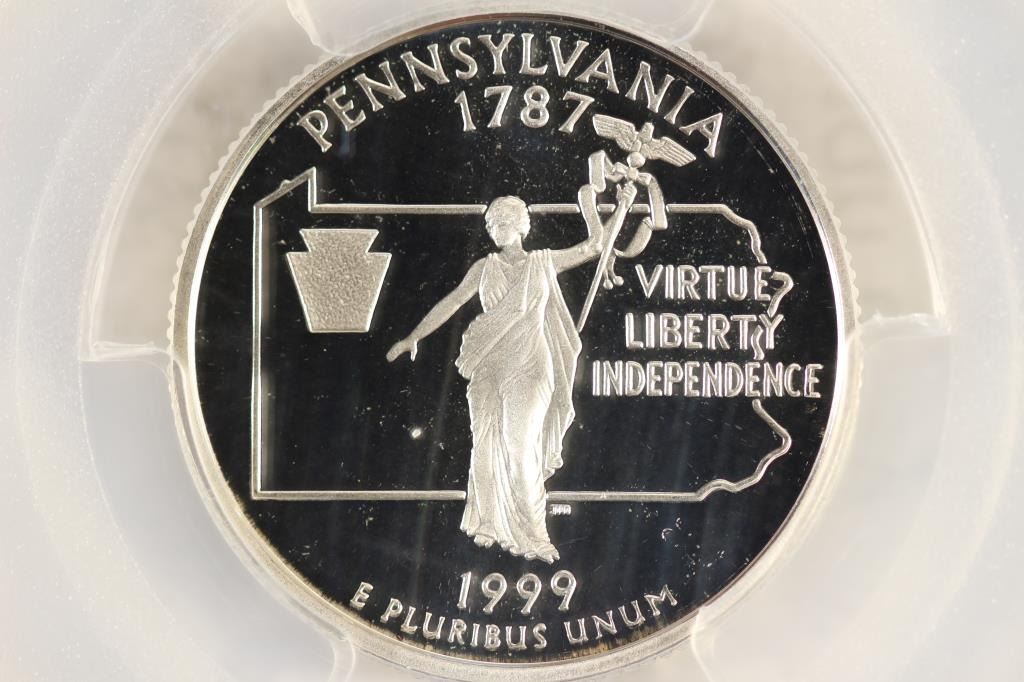 PENNSYLVANIA
1787
VIRTUE
LIBERTY
INDEPENDENCE
1999
E PLURIBUS UNUM